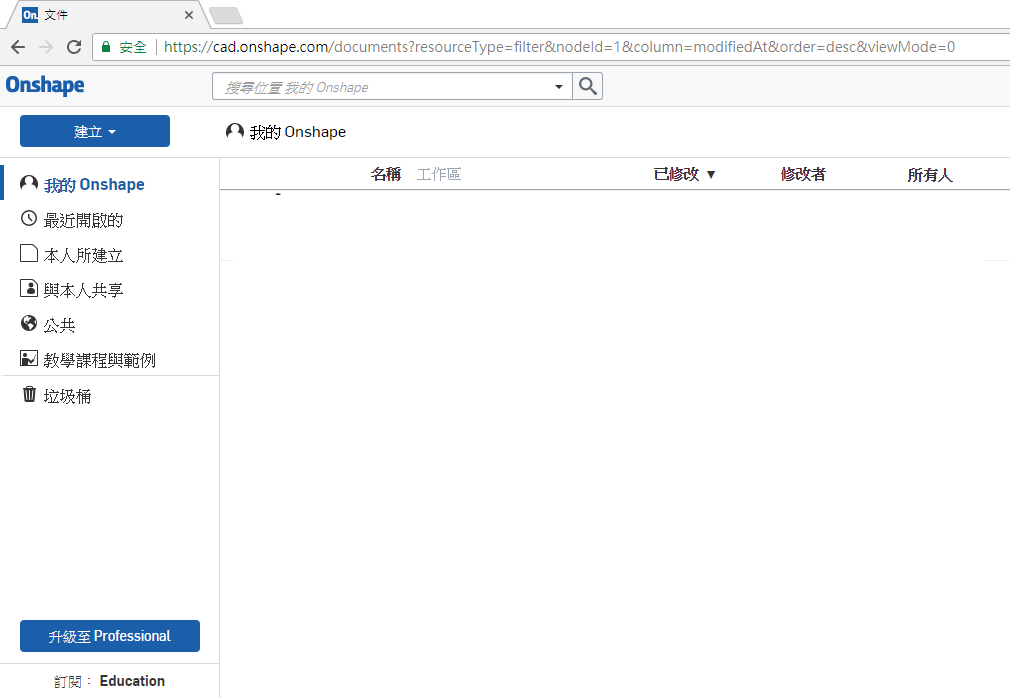 On 文件
安全 https://cad.onshape.com/documents?resourceType=filter&nodeId=1&column=modifiedAt&order=desc&viewMode=0
Onshape
搜尋位置 我的 Onshape
建立
我的 Onshape
名稱 工作區 已修改 ▼ 修改者 所有人
我的 Onshape
最近開啟的
本人所建立
與本人共享
公共
教學課程與範例
垃圾桶
升級至 Professional
訂閱： Education